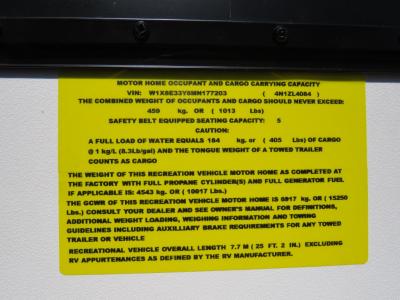 MOTOR HOME OCCUPANT AND CARGO CARRYING CAPACITY
VIN: W1X8E33Y8MN177203 ( 4N1ZL4084 )
THE COMBINED WEIGHT OF OCCUPANTS AND CARGO SHOULD NEVER EXCEED:
459 kg. OR ( 1013 Lbs)
SAFETY BELT EQUIPPED SEATING CAPACITY: 5
CAUTION:
A FULL LOAD OF WATER EQUALS 184 kg. or ( 405 Lbs) OF CARGO
@ 1 kg/L (8.3Lb/gal) AND THE TONGUE WEIGHT OF A TOWED TRAILER
COUNTS AS CARGO
THE WEIGHT OF THIS RECREATION VEHICLE MOTOR HOME AS COMPLETED AT
THE FACTORY WITH FULL PROPANE CYLINDER(S) AND FULL GENERATOR FUEL
IF APPLICABLE IS: 4543 kg. OR ( 10017 Lbs.)
THE GCWR OF THIS RECREATION VEHICLE MOTOR HOME IS 6917 kg. OR ( 15250
Lbs.) CONSULT YOUR DEALER AND SEE OWNER'S MANUAL FOR DEFINITIONS,
ADDITIONAL WEIGHT LOADING, WEIGHING INFORMATION AND TOWING
GUIDELINES INCLUDING AUXILLIARY BRAKE REQUIREMENTS FOR ANY TOWED
TRAILER OR VEHICLE
RECREATIONAL VEHICLE OVERALL LENGTH 7.7 M ( 25 FT. 2 IN.) EXCLUDING
RV APPURTENANCES AS DEFINED BY THE RV MANUFACTURER.